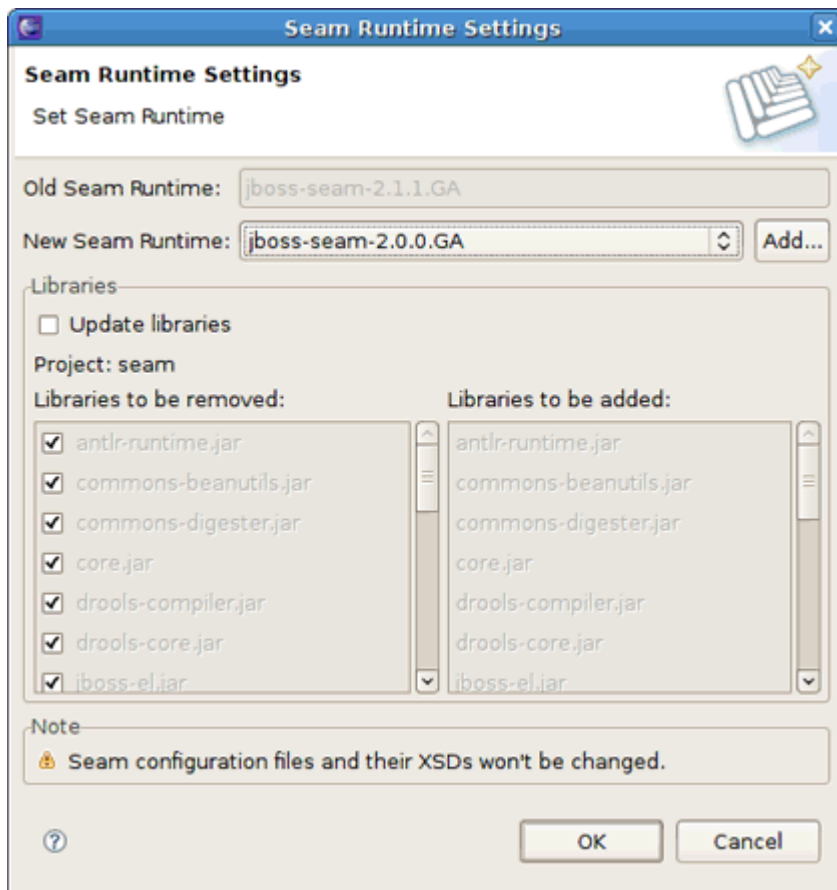 Seam Runtime Settings
Seam Runtime Settings
Set Seam Runtime
Old Seam Runtime: jboss-seam-2.1.1.GA
New Seam Runtime: jboss-seam-2.0.0.GA Add...
Libraries
Update libraries
Project: seam
Libraries to be removed: Libraries to be added:
antlr-runtime.jar antlr-runtime.jar
commons-beanutils.jar commons-beanutils.jar
commons-digester.jar commons-digester.jar
core.jar core.jar
drools-compiler.jar drools-compiler.jar
drools-core.jar drools-core.jar
jboss-el.jar jboss-el.jar
Note
Seam configuration files and their XSDs won't be changed.
? OK Cancel